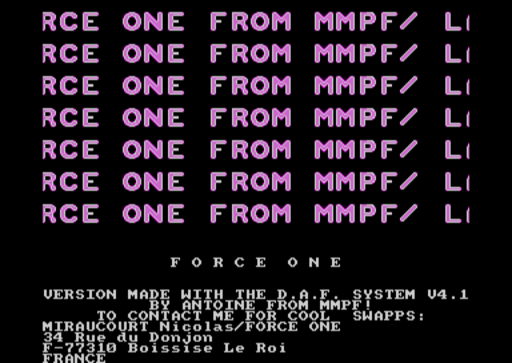 RCE ONE FROM MMPF/ L
RCE ONE FROM MMPF/ L
RCE ONE FROM MMPF/ L
RCE ONE FROM MMPF/ L
RCE ONE FROM MMPF/ L
RCE ONE FROM MMPF/ L
RCE ONE FROM MMPF/ L
F O R C E  O N E
VERSION MADE WITH THE D.A.F. SYSTEM V4.1
BY ANTOINE FROM MMPF!
TO CONTACT ME FOR COOL  SWAPPS:
MIRAUCOURT Nicolas/FORCE ONE
34 Rue du Donjon
F-77310 Boissise Le Roi
FRANCE